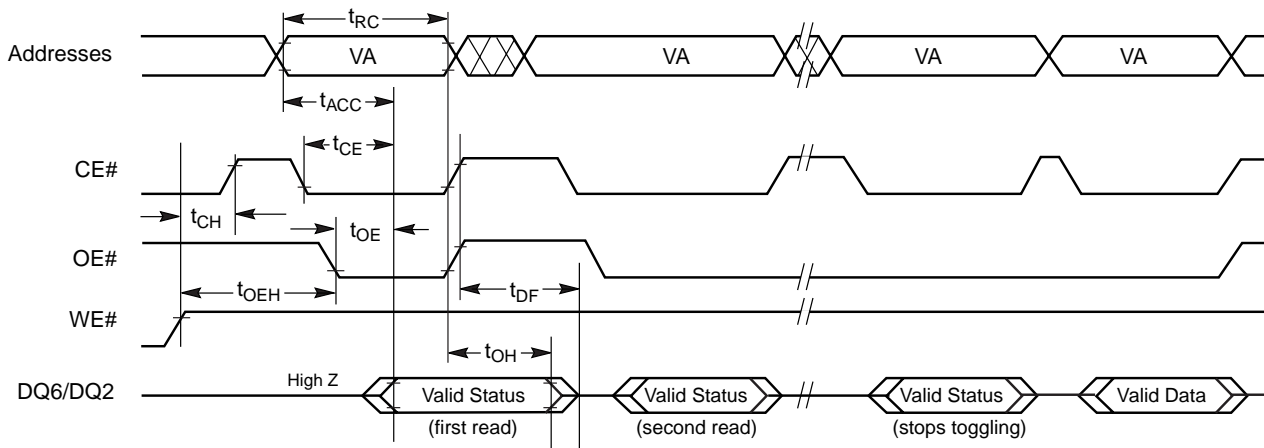 tRC
Addresses VA VA VA VA
tACC
tCE
CE#
tCH tOE
OE#
tOEH tDF
WE#
tOH
High Z
DQ6/DQ2 Valid Status Valid Status Valid Status Valid Data
(first read) (second read) (stops toggling)